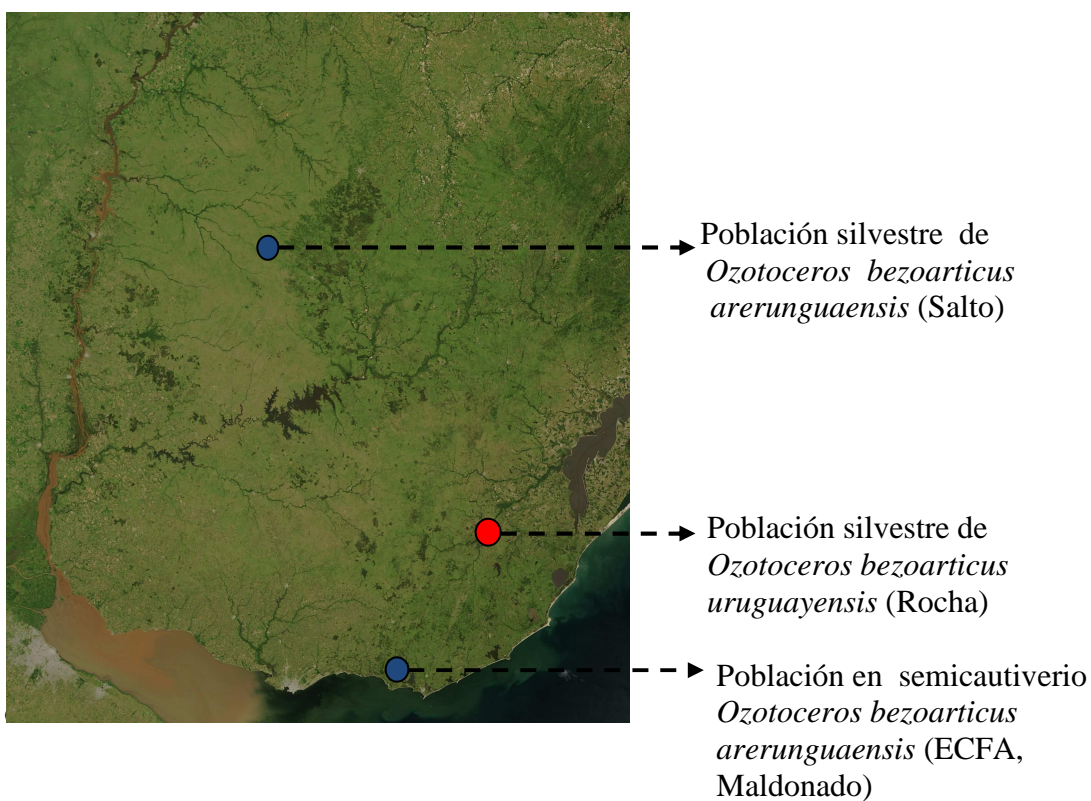 Población silvestre de
Ozotoceros bezoarticus
arerunguaensis (Salto)
Población silvestre de
Ozotoceros bezoarticus
uruguayensis (Rocha)
Población en semicautiverio
Ozotoceros bezoarticus
arerunguaensis (ECFA,
Maldonado)